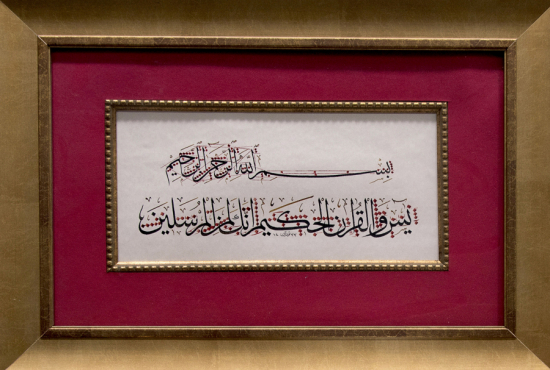 بسم الله الرحمن الرحيم
يس والقرآن الحكيم إنك لمن المرسلين